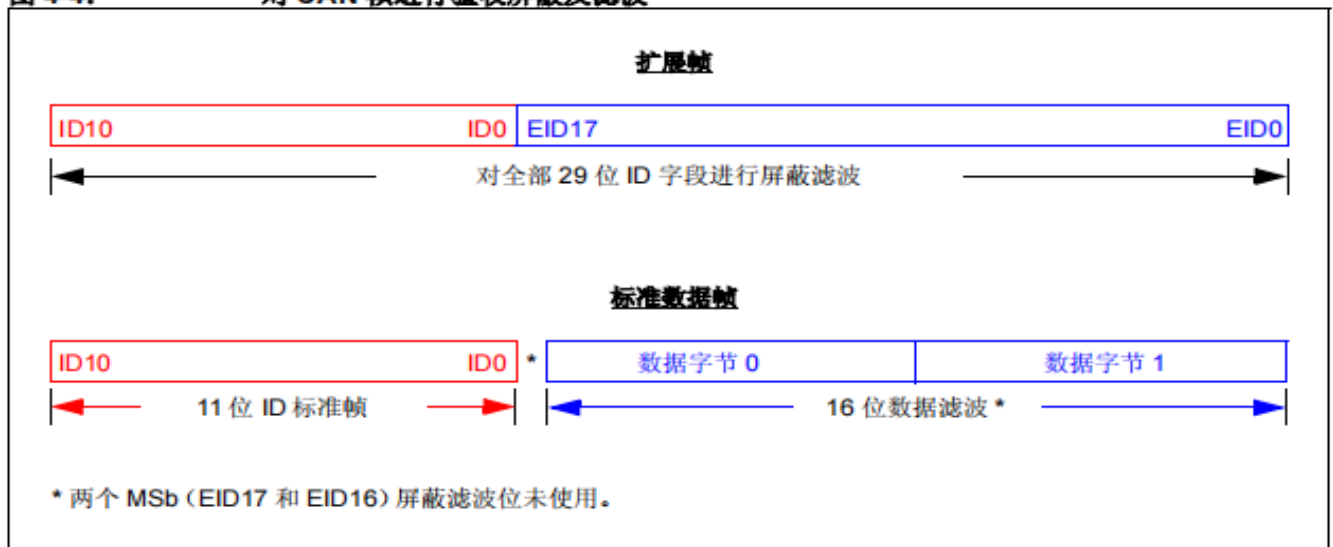 扩展帧
ID10 ID0 EID17 EID0
对全部 29 位 ID 字段进行屏蔽滤波
标准数据帧
ID10 ID0 * 数据字节 0 数据字节 1
11 位 ID 标准帧 16 位数据滤波 *
* 两个 MSb（EID17 和 EID16）屏蔽滤波位未使用。